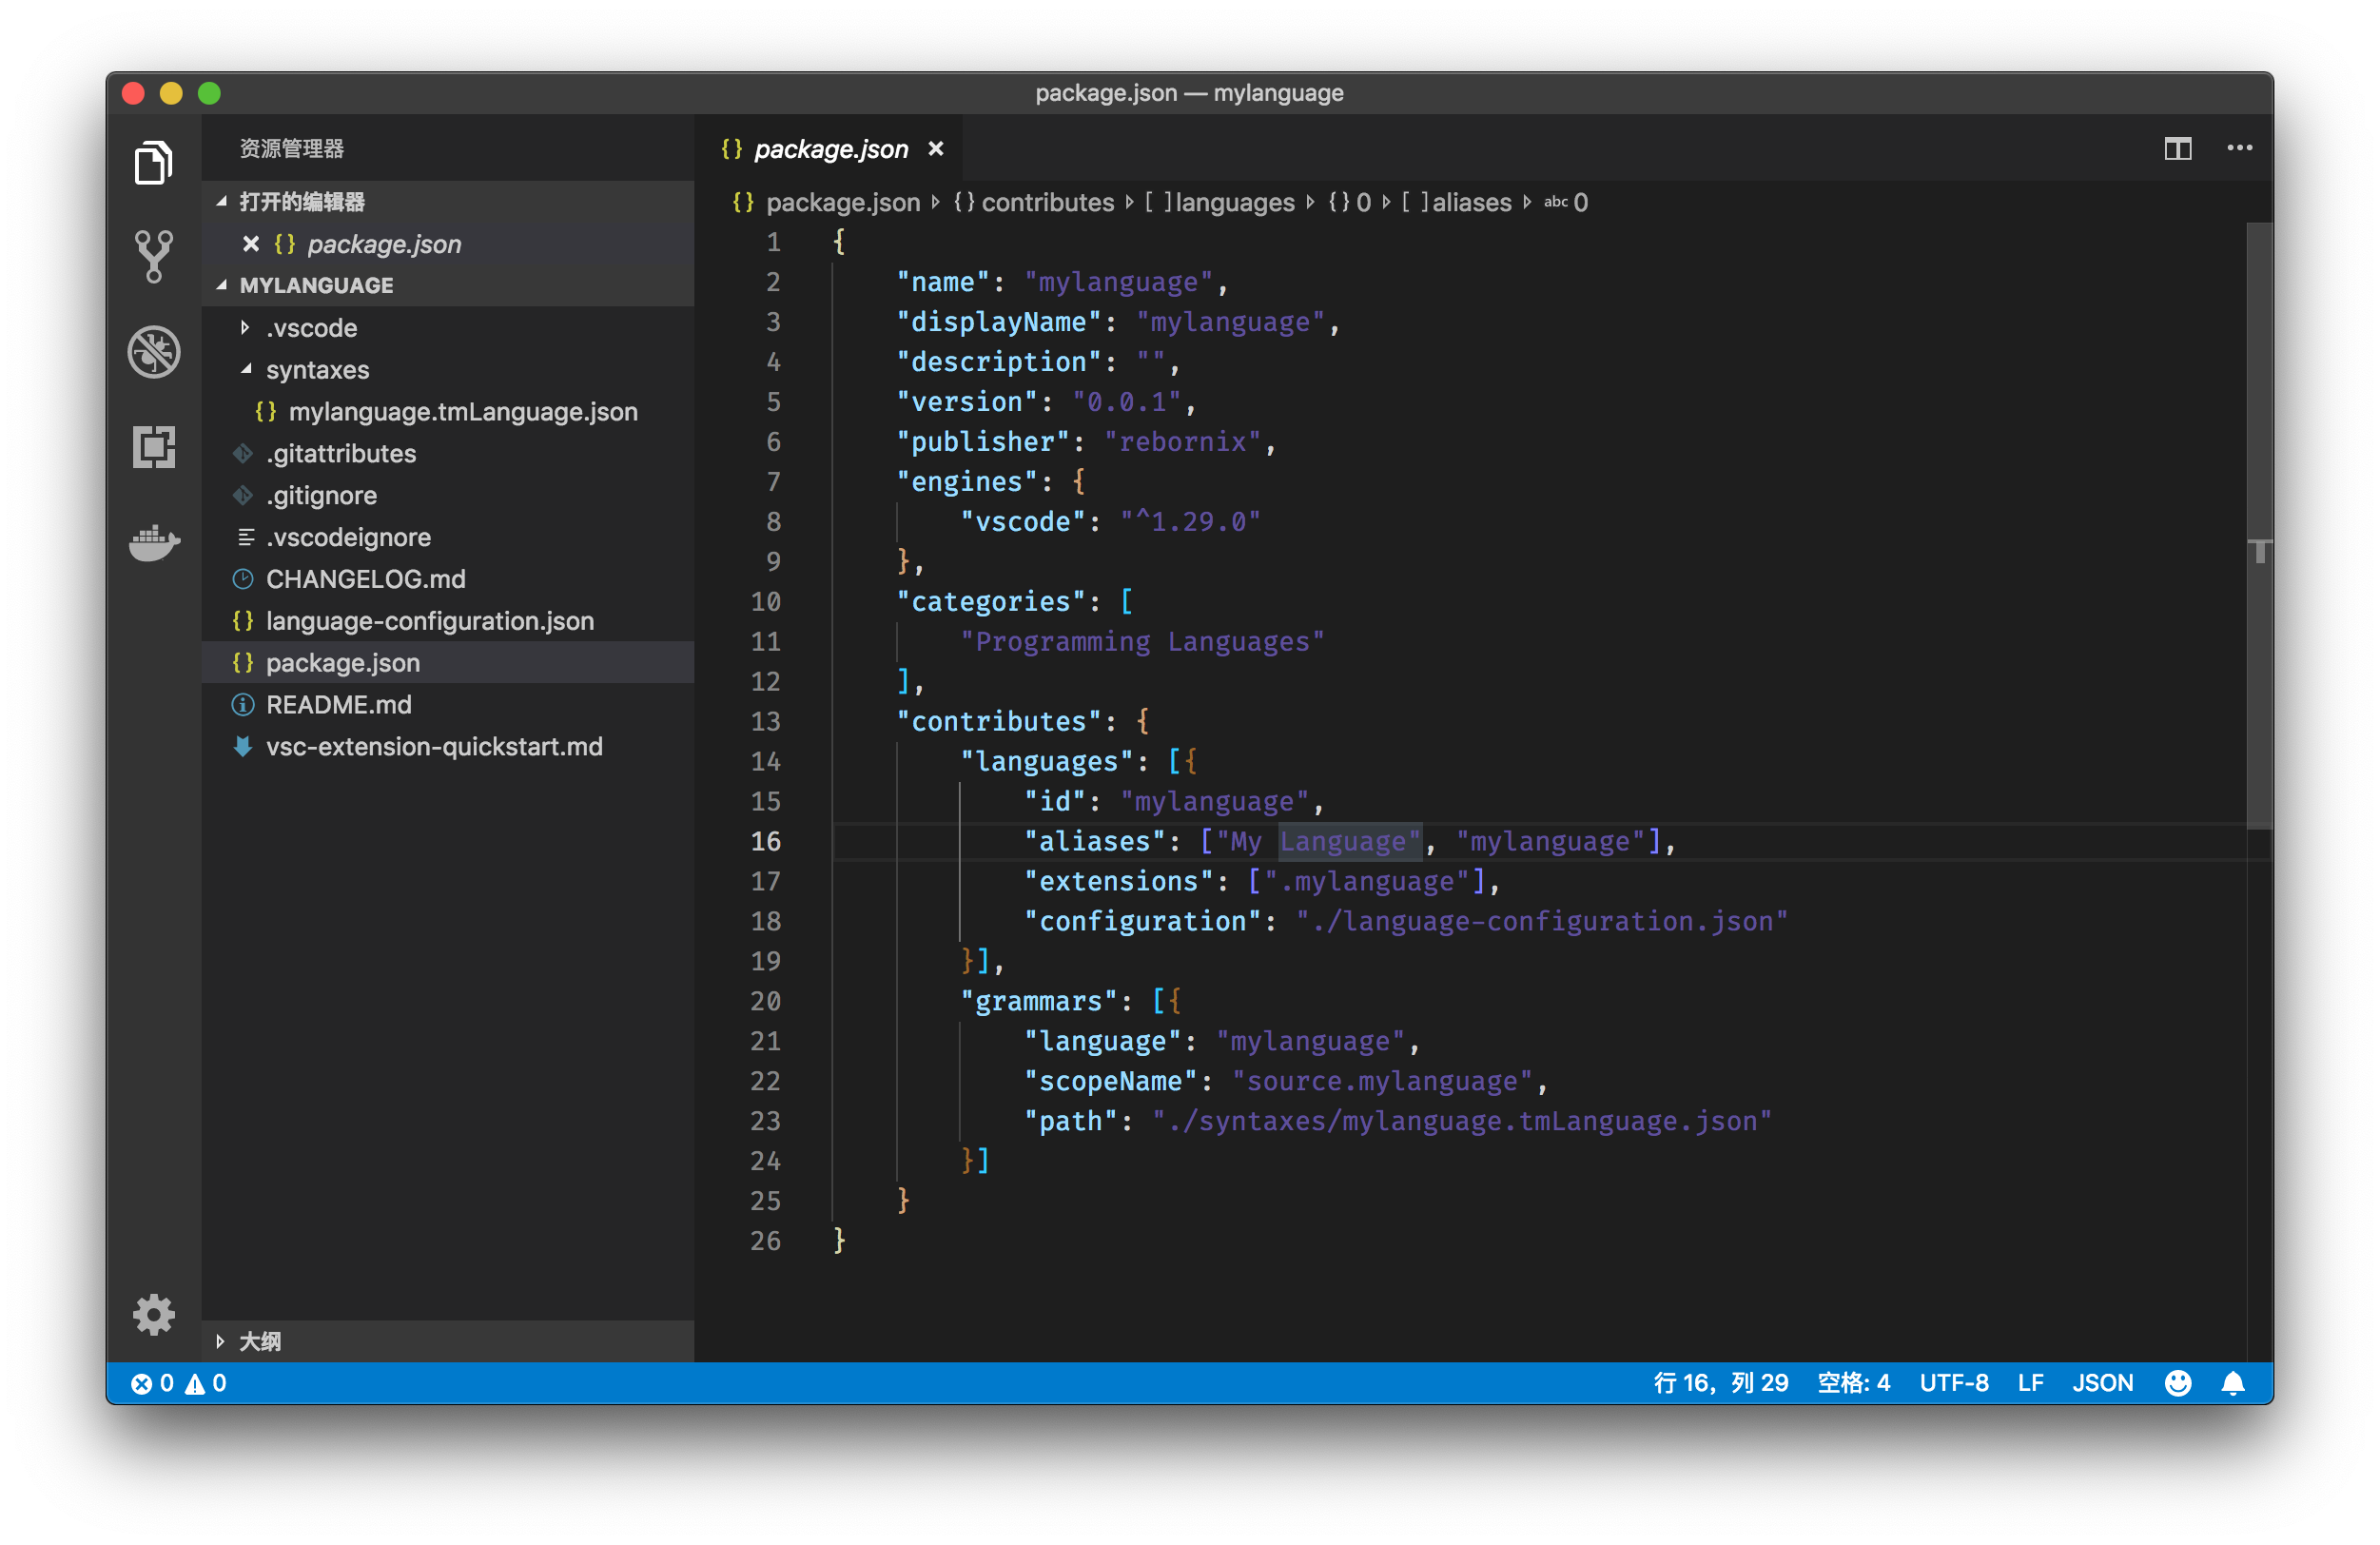 package.json — mylanguage
资源管理器
打开的编辑器
package.json
MYLANGUAGE
.vscode
syntaxes
{} mylanguage.tmLanguage.json
.gitattributes
.gitignore
.vscodeignore
CHANGELOG.md
{} language-configuration.json
{} package.json
README.md
vsc-extension-quickstart.md
大纲
{} package.json
{} package.json {} contributes [ ] languages {} 0 [ ] aliases abc 0
1 {
2     "name": "mylanguage",
3     "displayName": "mylanguage",
4     "description": "",
5     "version": "0.0.1",
6     "publisher": "rebornix",
7     "engines": {
8         "vscode": "^1.29.0"
9     },
10     "categories": [
11         "Programming Languages"
12     ],
13     "contributes": {
14         "languages": [{
15             "id": "mylanguage",
16             "aliases": ["My Language", "mylanguage"],
17             "extensions": [".mylanguage"],
18             "configuration": "./language-configuration.json"
19         }],
20         "grammars": [{
21             "language": "mylanguage",
22             "scopeName": "source.mylanguage",
23             "path": "./syntaxes/mylanguage.tmLanguage.json"
24         }]
25     }
26 }
0 0 行 16，列 29 空格: 4 UTF-8 LF JSON